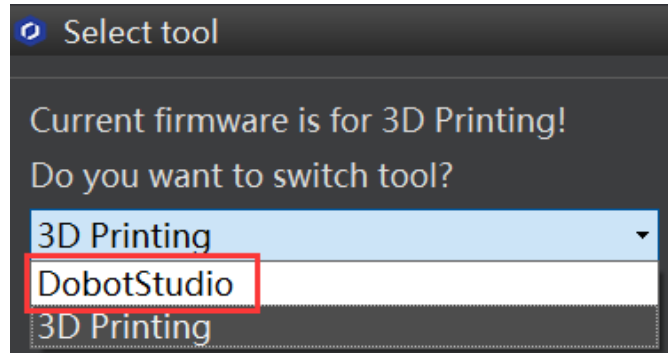 Select tool
Current firmware is for 3D Printing!
Do you want to switch tool?
3D Printing
DobotStudio
3D Printing